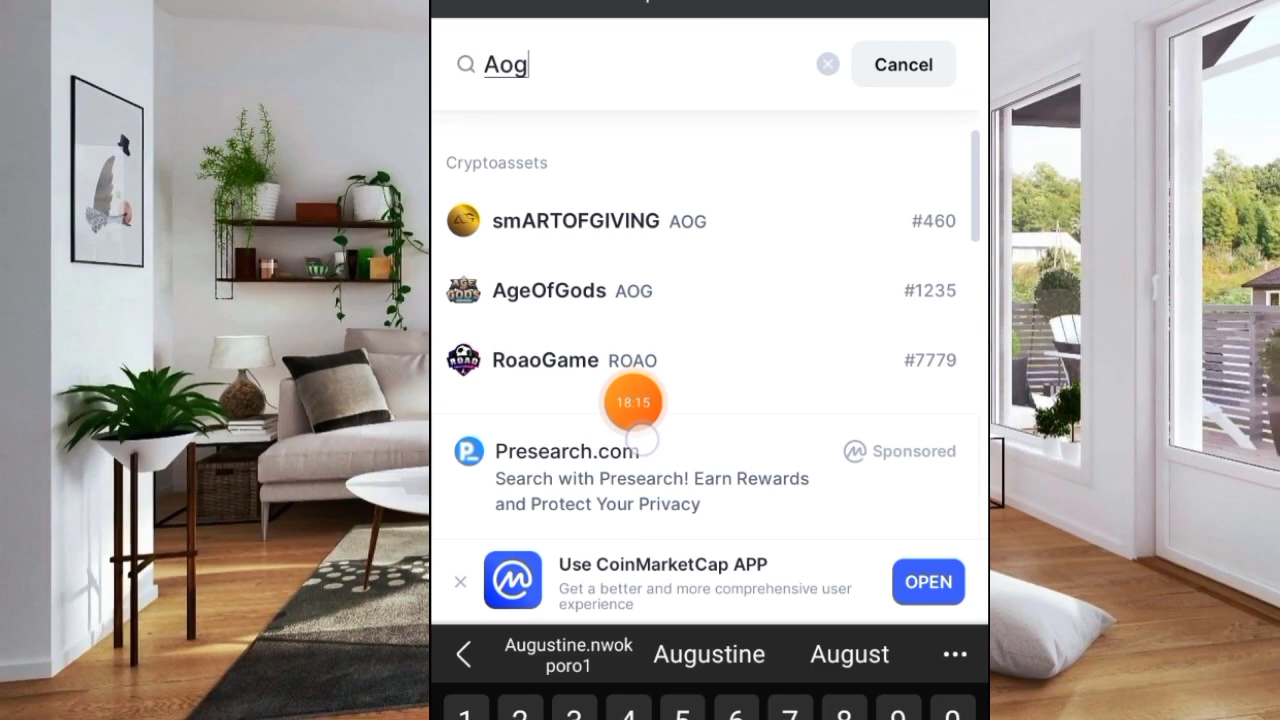 Aog
Cancel
Cryptoassets
smARTOFGIVING AOG #460
AgeOfGods AOG #1235
RoaoGame ROAO #7779
18:15
Presearch.com Sponsored
Search with Presearch! Earn Rewards
and Protect Your Privacy
Use CoinMarketCap APP
Get a better and more comprehensive user
experience
OPEN
Augustine.nwok
poro1
Augustine
August
1 2 3 4 5 6 7 8 9 0